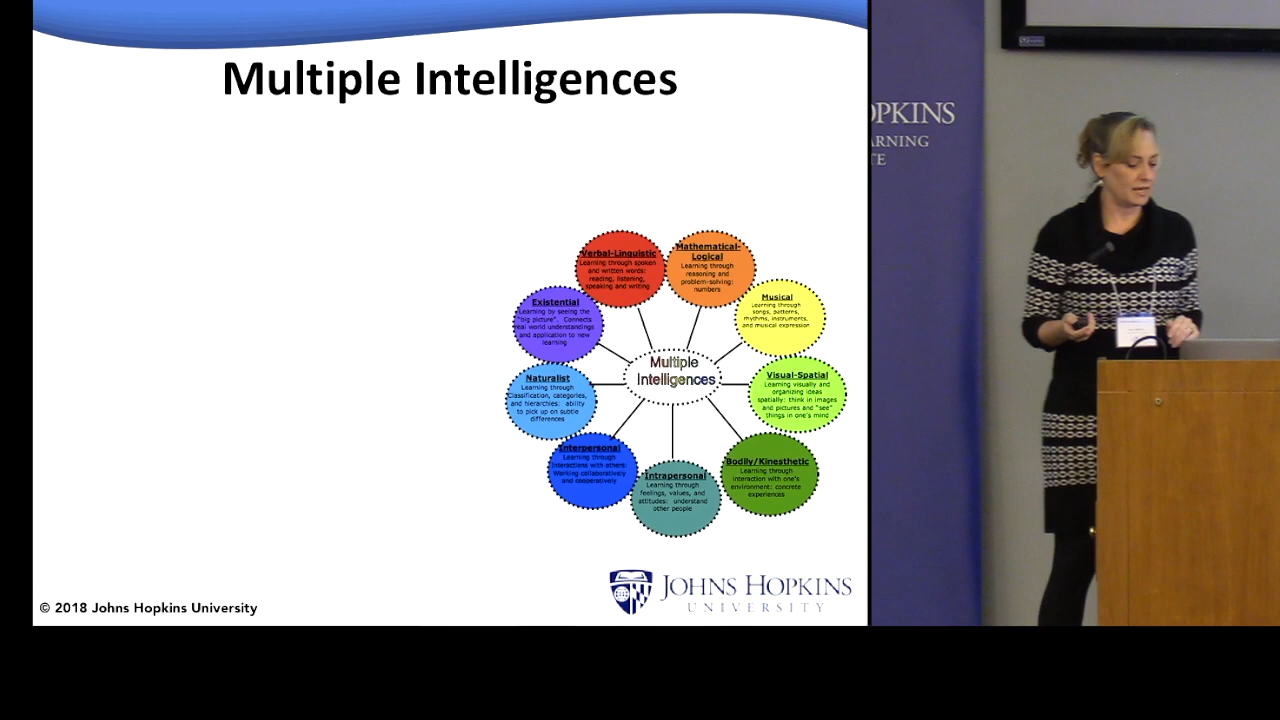 Multiple Intelligences
Verbal-Linguistic
Learning through spoken
and written words:
reading, listening,
speaking and writing
Mathematical-
Logical
Learning through
reasoning and
problem-solving:
numbers
Musical
Learning through
songs, patterns,
rhythms, instruments,
and musical expression
Visual-Spatial
Learning visually and
organizing ideas
spatially: think in images
and pictures and "see"
things in one's mind
Bodily/Kinesthetic
Learning through
interaction with one's
environment: concrete
experiences
Intrapersonal
Learning through
feelings, values, and
attitudes: understand
other people
Interpersonal
Learning through
Interactions with others:
Working collaboratively
and cooperatively
Naturalist
Learning through
Classification, categories,
and hierarchies: ability
to pick up on subtle
differences
Existential
Learning by seeing the
"big picture". Connects
real world understandings
and application to new
learning
Multiple
Intelligences
© 2018 Johns Hopkins University
JOHNS HOPKINS
UNIVERSITY
OPKINS
ARNING
TE